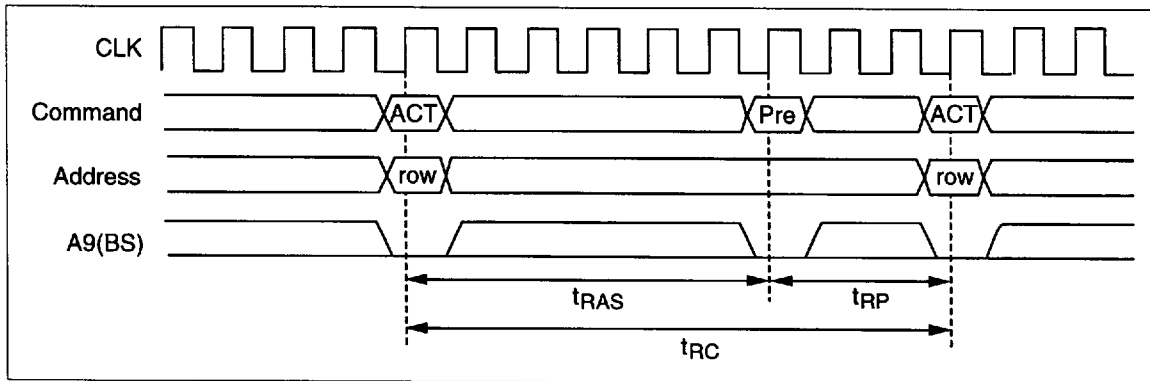 CLK
Command ACT Pre ACT
Address row row
A9(BS)
tRAS tRP
tRC